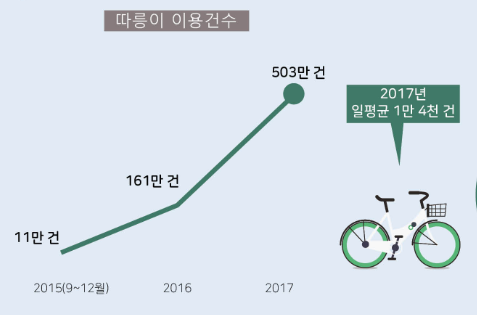 따릉이 이용건수
503만 건
2017년
일평균 1만 4천 건
161만 건
11만 건
2015(9~12월)
2016
2017